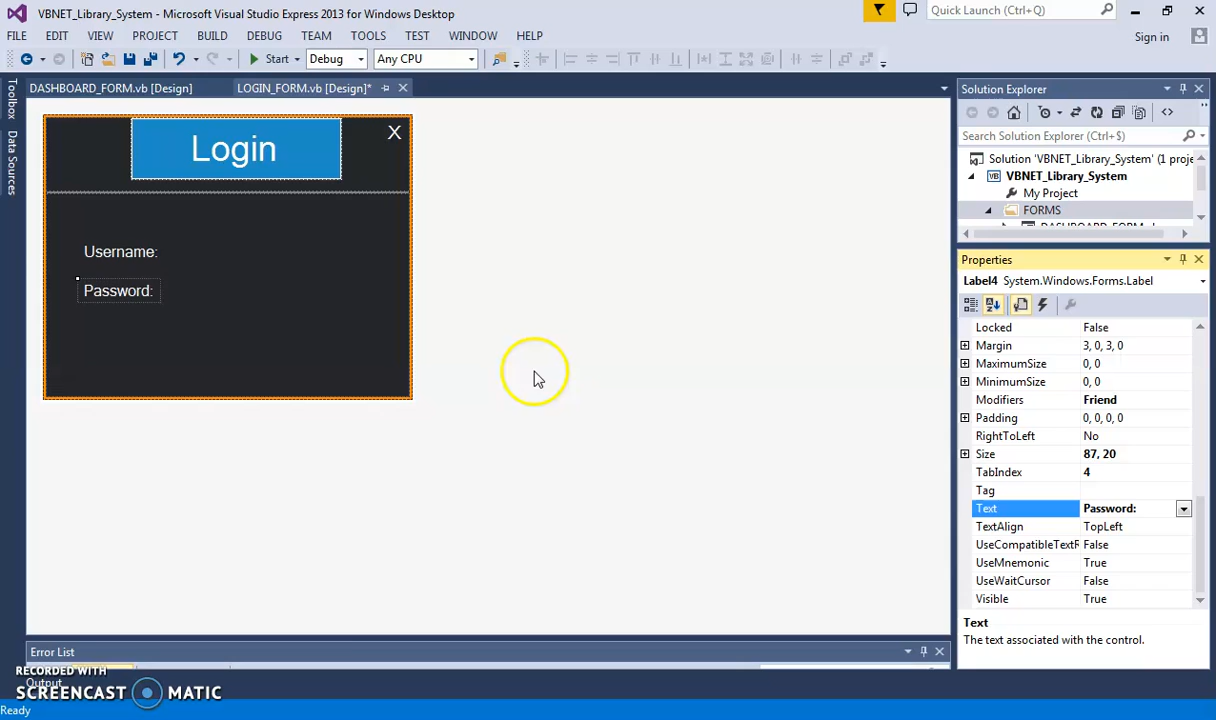 VBNET_Library_System - Microsoft Visual Studio Express 2013 for Windows Desktop
Quick Launch (Ctrl+Q)
FILE EDIT VIEW PROJECT BUILD DEBUG TEAM TOOLS TEST WINDOW HELP
Sign in
Start Debug Any CPU
Toolbox
Data Sources
DASHBOARD_FORM.vb [Design]
LOGIN_FORM.vb [Design]*
Login
X
Username:
Password:
Solution Explorer
Search Solution Explorer (Ctrl+$)
Solution 'VBNET_Library_System' (1 proje
VBNET_Library_System
My Project
FORMS
Properties
Label4 System.Windows.Forms.Label
Locked False
Margin 3, 0, 3, 0
MaximumSize 0, 0
MinimumSize 0, 0
Modifiers Friend
Padding 0, 0, 0, 0
RightToLeft No
Size 87, 20
TabIndex 4
Tag
Text Password:
TextAlign TopLeft
UseCompatibleTextR False
UseMnemonic True
UseWaitCursor False
Visible True
Text
The text associated with the control.
Error List
Output
RECORDED WITH
SCREENCAST MATIC
Ready